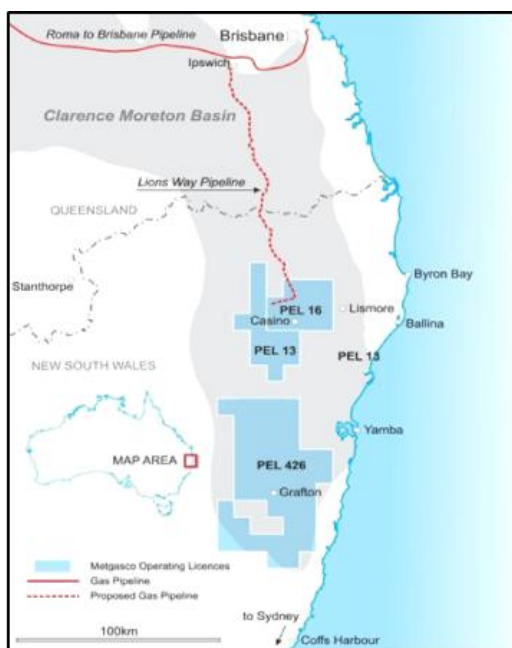 Roma to Brisbane Pipeline
Brisbane
Ipswich
Clarence Moreton Basin
Lions Way Pipeline
QUEENSLAND
Stanthorpe
Byron Bay
PEL 16
Lismore
Casino
Ballina
PEL 13
PEL 13
NEW SOUTH WALES
Yamba
MAP AREA
PEL 426
Grafton
Metgasco Operating Licences
Gas Pipeline
Proposed Gas Pipeline
to Sydney
100km
Coffs Harbour